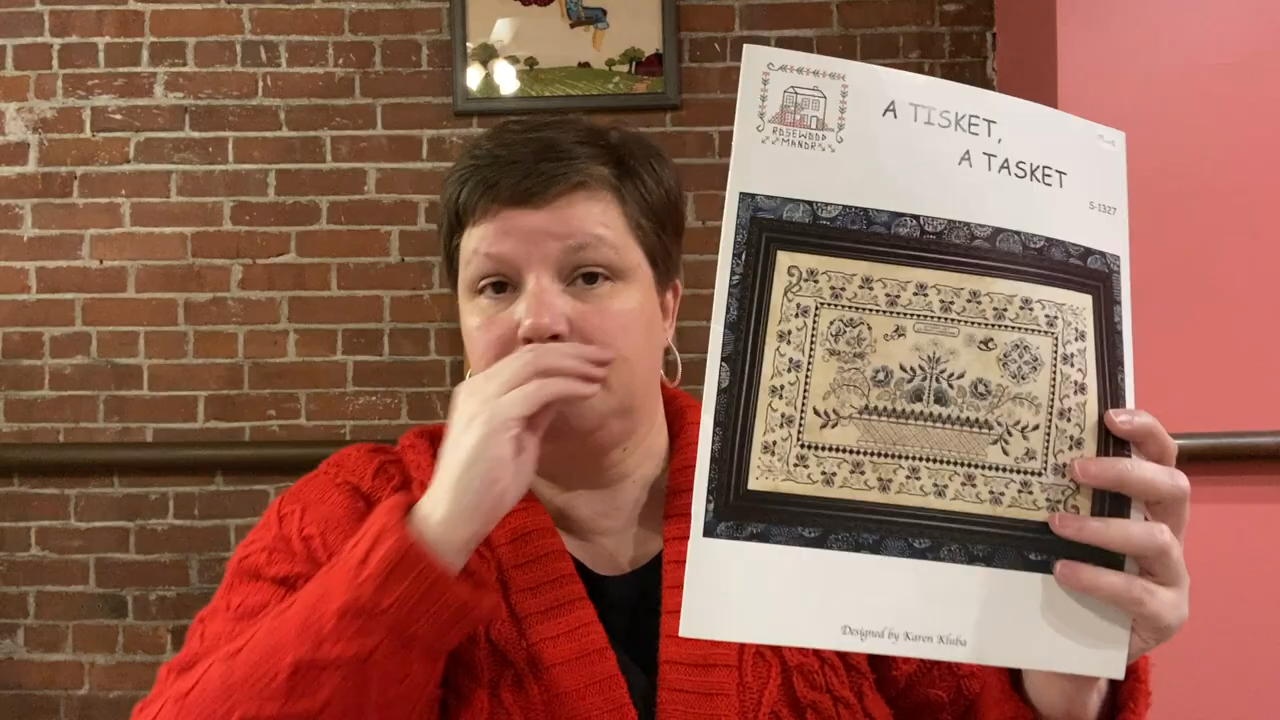 ROSEWOOD
MANOR
A TISKET,
A TASKET
S-1327
Designed by Karen Kluba